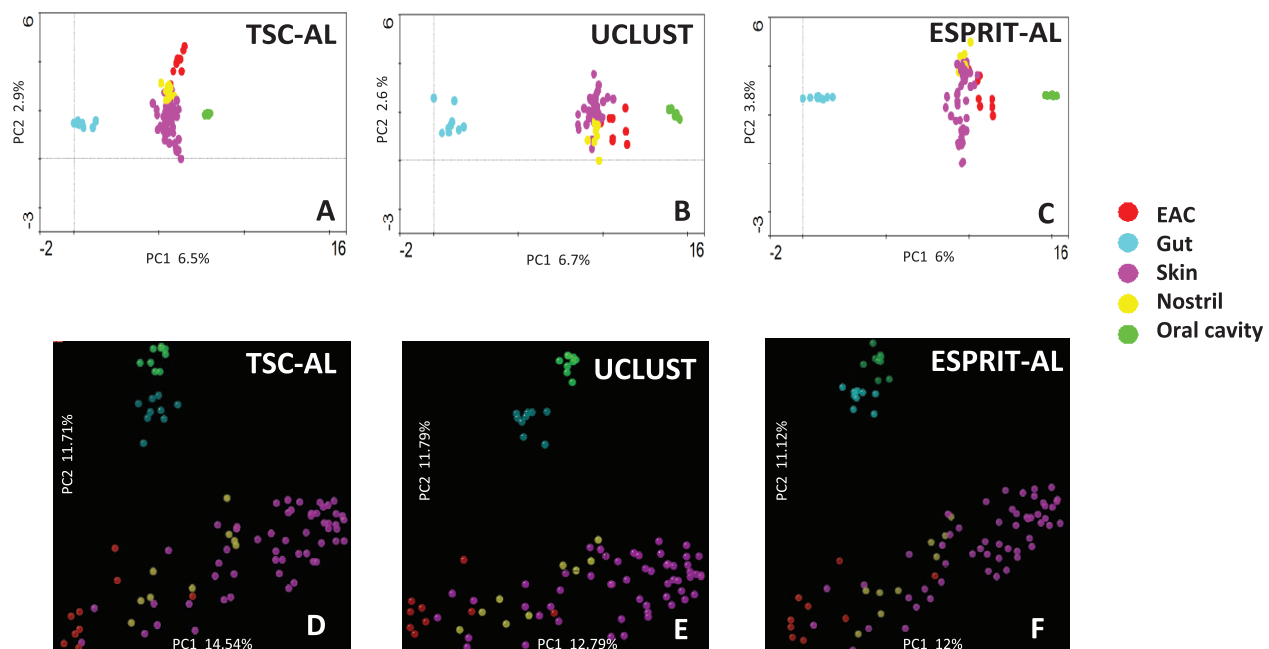 TSC-AL
6
PC2 2.9%
-3
A
-2
16
PC1 6.5%
UCLUST
6
PC2 2.6 %
-3
B
-2
16
PC1 6.7%
ESPRIT-AL
6
PC2 3.8%
-3
C
-2
16
PC1 6%
EAC
Gut
Skin
Nostril
Oral cavity
TSC-AL
PC2 11.71%
D
PC1 14.54%
UCLUST
PC2 11.79%
E
PC1 12.79%
ESPRIT-AL
PC2 11.12%
F
PC1 12%